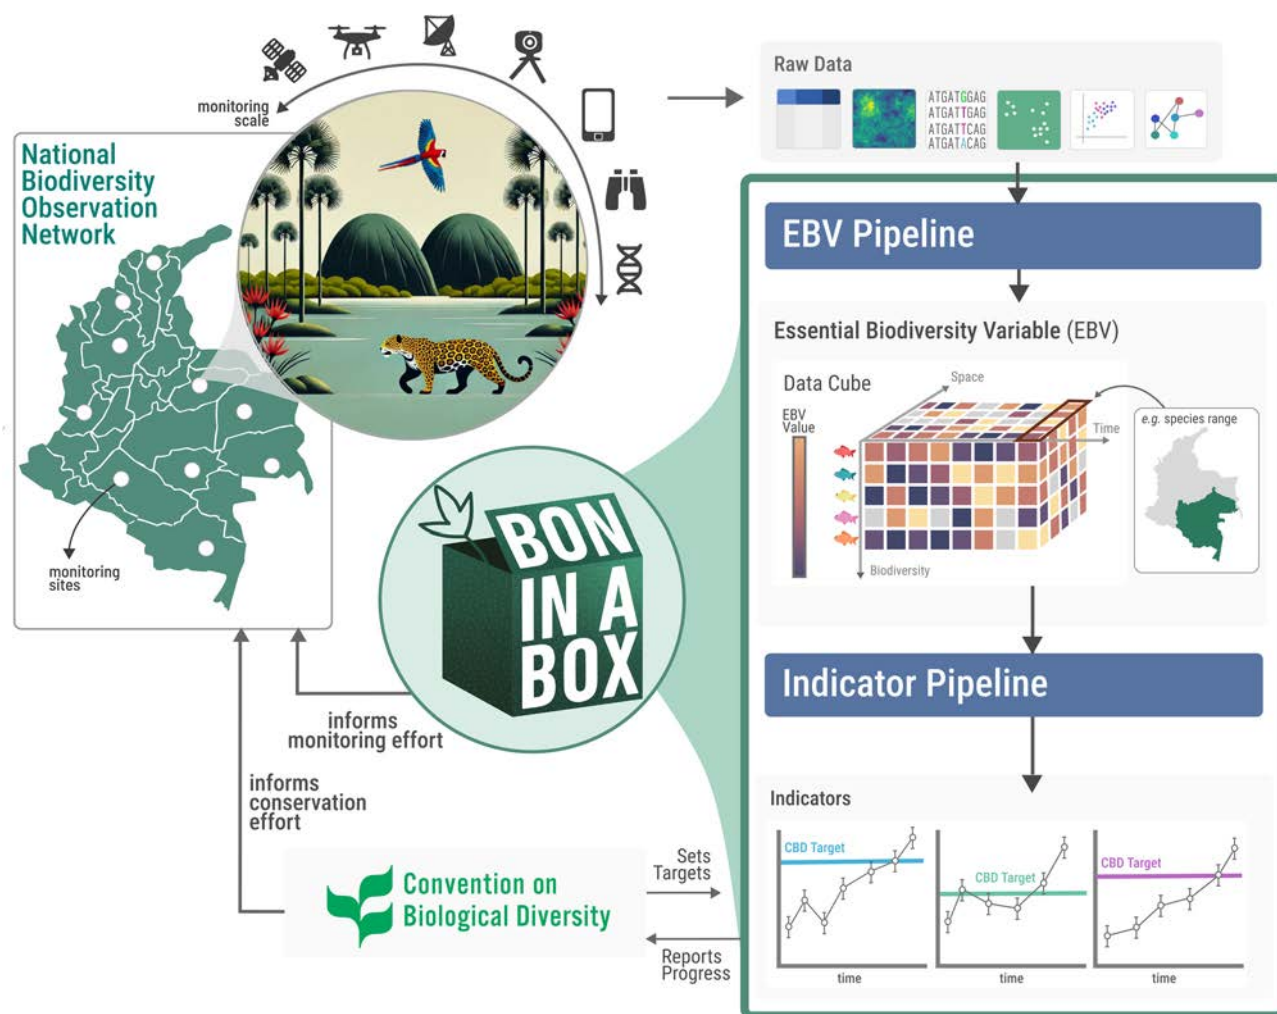 monitoring
scale
National
Biodiversity
Observation
Network
monitoring
sites
Raw Data
ATGATGGAG
ATGATTGAG
ATGATTCAG
ATGATACAG
EBV Pipeline
Essential Biodiversity Variable (EBV)
Data Cube
Space
EBV
Value
Time
e.g. species range
Biodiversity
BON
IN A
BOX
Indicator Pipeline
informs
monitoring effort
informs
conservation
effort
Indicators
CBD Target
CBD Target
CBD Target
time
time
time
Convention on
Biological Diversity
Sets
Targets
Reports
Progress